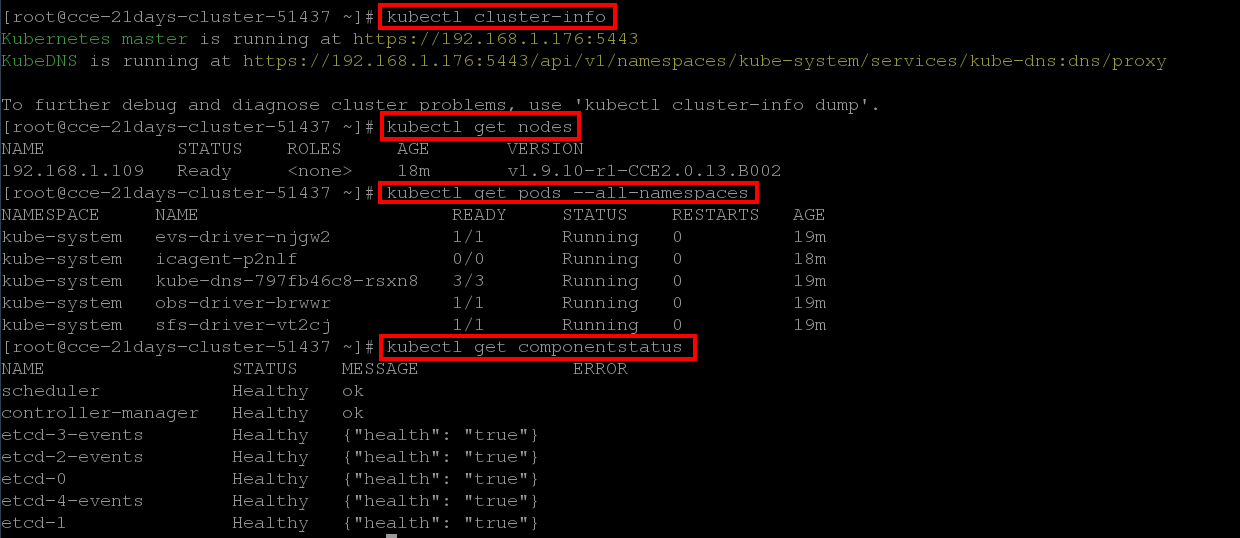 [root@cce-21days-cluster-51437 ~]# kubectl cluster-info
Kubernetes master is running at https://192.168.1.176:5443
KubeDNS is running at https://192.168.1.176:5443/api/v1/namespaces/kube-system/services/kube-dns:dns/proxy
To further debug and diagnose cluster problems, use 'kubectl cluster-info dump'.
[root@cce-21days-cluster-51437 ~]# kubectl get nodes
NAME STATUS ROLES AGE VERSION
192.168.1.109 Ready <none> 18m v1.9.10-r1-CCE2.0.13.B002
[root@cce-21days-cluster-51437 ~]# kubectl get pods --all-namespaces
NAMESPACE NAME READY STATUS RESTARTS AGE
kube-system evs-driver-njgw2 1/1 Running 0 19m
kube-system icagent-p2nlf 0/0 Running 0 18m
kube-system kube-dns-797fb46c8-rsxn8 3/3 Running 0 19m
kube-system obs-driver-brwwr 1/1 Running 0 19m
kube-system sfs-driver-vt2cj 1/1 Running 0 19m
[root@cce-21days-cluster-51437 ~]# kubectl get componentstatus
NAME STATUS MESSAGE ERROR
scheduler Healthy ok
controller-manager Healthy ok
etcd-3-events Healthy {"health": "true"}
etcd-2-events Healthy {"health": "true"}
etcd-0 Healthy {"health": "true"}
etcd-4-events Healthy {"health": "true"}
etcd-1 Healthy {"health": "true"}